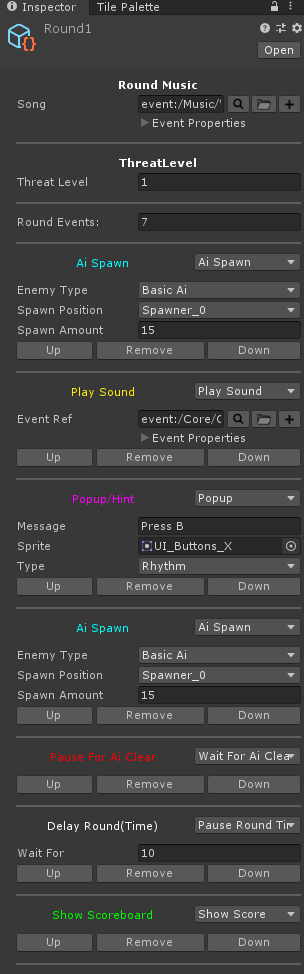 Inspector Tile Palette
Round1
Open
Round Music
Song event:/Music/
Event Properties
ThreatLevel
Threat Level 1
Round Events: 7
Ai Spawn Ai Spawn
Enemy Type Basic Ai
Spawn Position Spawner_0
Spawn Amount 15
Up Remove Down
Play Sound Play Sound
Event Ref event:/Core/
Event Properties
Up Remove Down
Popup/Hint Popup
Message Press B
Sprite UI_Buttons_X
Type Rhythm
Up Remove Down
Ai Spawn Ai Spawn
Enemy Type Basic Ai
Spawn Position Spawner_0
Spawn Amount 15
Up Remove Down
Pause For Ai Clear Wait For Ai Clea
Up Remove Down
Delay Round(Time) Pause Round Tim
Wait For 10
Up Remove Down
Show Scoreboard Show Score
Up Remove Down